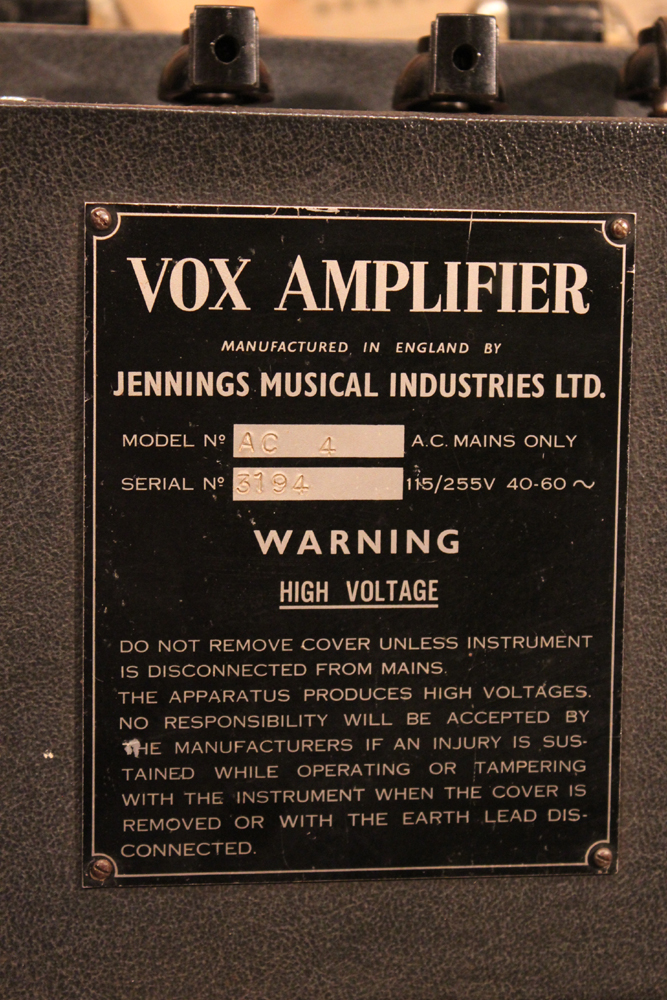 VOX AMPLIFIER
MANUFACTURED IN ENGLAND BY
JENNINGS MUSICAL INDUSTRIES LTD.
MODEL Nº AC 4 A.C. MAINS ONLY
SERIAL Nº 3194 115/255V 40-60 ~
WARNING
HIGH VOLTAGE
DO NOT REMOVE COVER UNLESS INSTRUMENT
IS DISCONNECTED FROM MAINS.
THE APPARATUS PRODUCES HIGH VOLTAGES.
NO RESPONSIBILITY WILL BE ACCEPTED BY
THE MANUFACTURERS IF AN INJURY IS SUS-
TAINED WHILE OPERATING OR TAMPERING
WITH THE INSTRUMENT WHEN THE COVER IS
REMOVED OR WITH THE EARTH LEAD DIS-
CONNECTED.